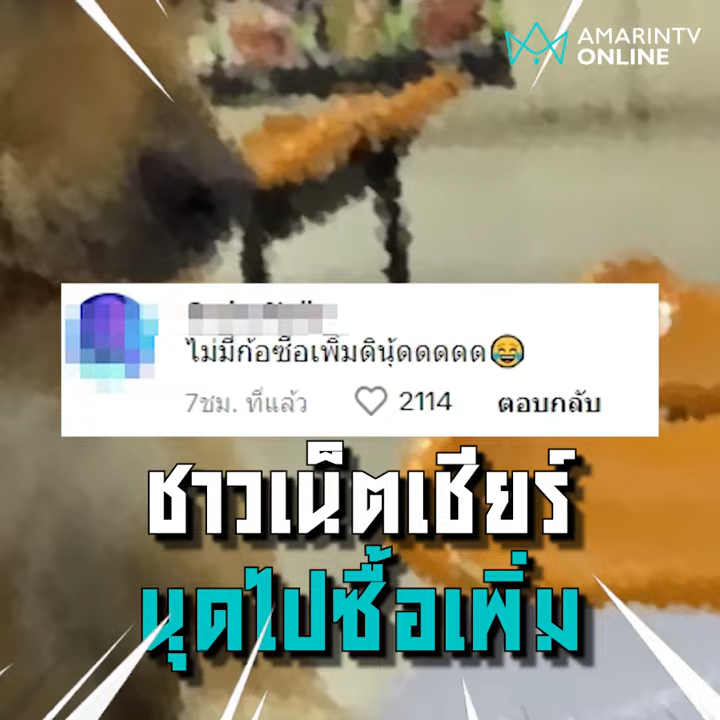 AMARINTV
ONLINE
ไม่มีก้อซื้อเพิ่มดินุ้ดดดดด😂
7ชม. ที่แล้ว 2114 ตอบกลับ
ชาวเน็ตเชียร์
นุดไปซื้อเพิ่ม